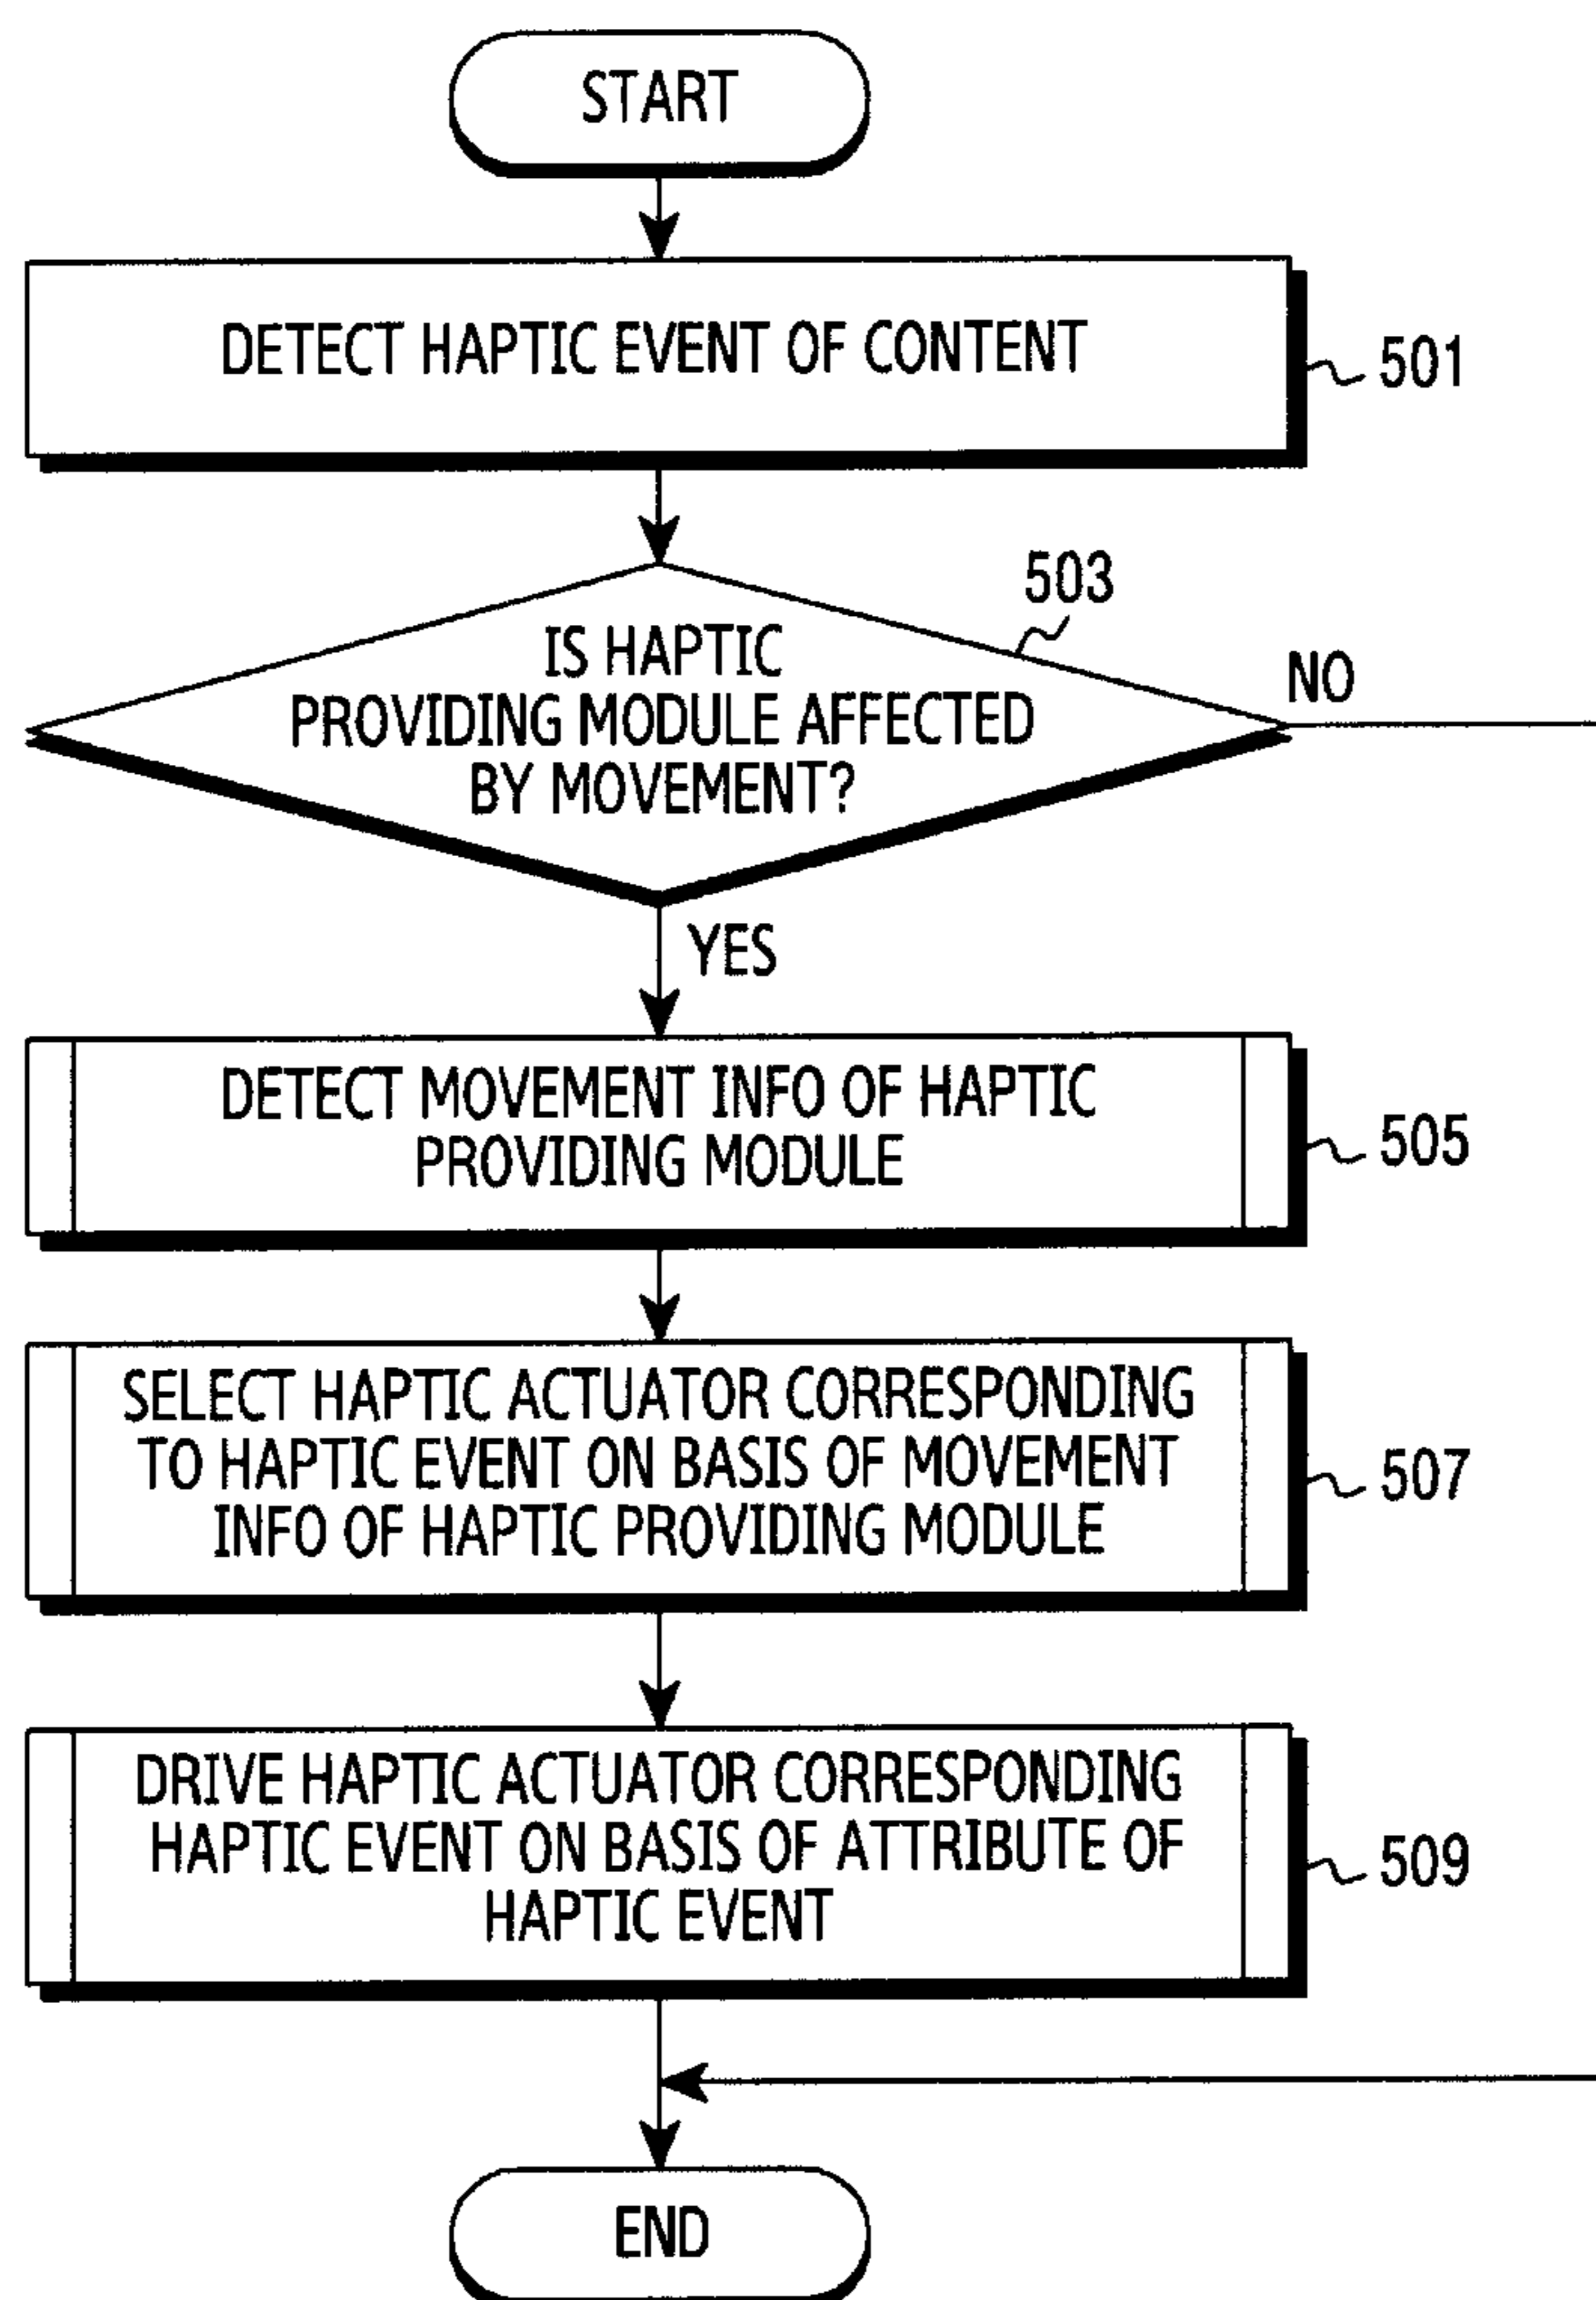 START
DETECT HAPTIC EVENT OF CONTENT
501
503
IS HAPTIC
PROVIDING MODULE AFFECTED
BY MOVEMENT?
NO
YES
DETECT MOVEMENT INFO OF HAPTIC
PROVIDING MODULE
505
SELECT HAPTIC ACTUATOR CORRESPONDING
TO HAPTIC EVENT ON BASIS OF MOVEMENT
INFO OF HAPTIC PROVIDING MODULE
507
DRIVE HAPTIC ACTUATOR CORRESPONDING
HAPTIC EVENT ON BASIS OF ATTRIBUTE OF
HAPTIC EVENT
509
END